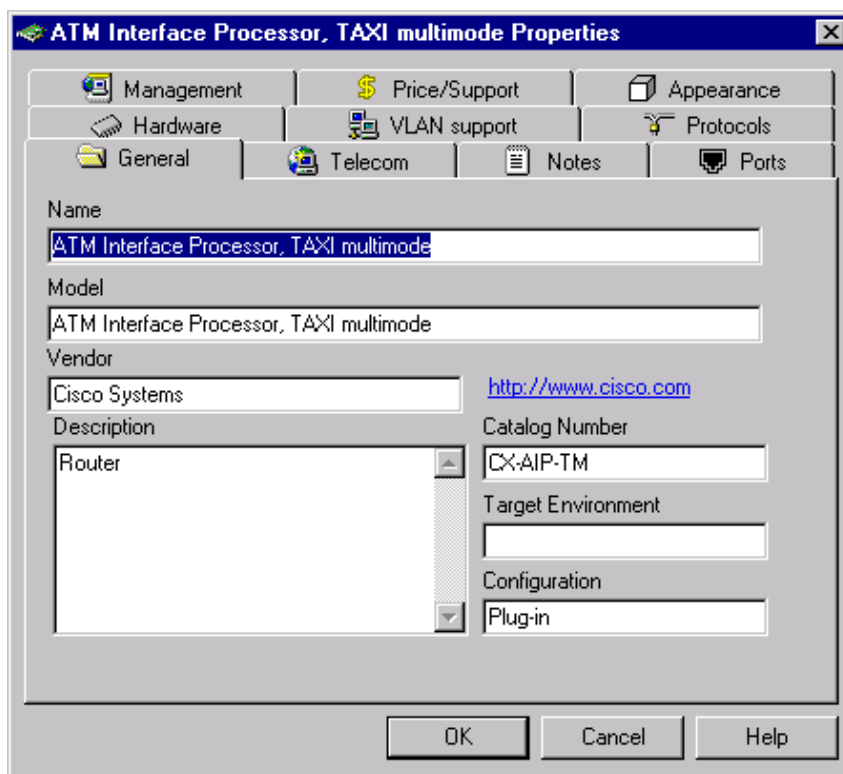 ATM Interface Processor, TAXI multimode Properties
Management Price/Support Appearance
Hardware VLAN support Protocols
General Telecom Notes Ports
Name
ATM Interface Processor, TAXI multimode
Model
ATM Interface Processor, TAXI multimode
Vendor
Cisco Systems http://www.cisco.com
Description Catalog Number
Router CX-AIP-TM
Target Environment
Configuration
Plug-in
OK Cancel Help